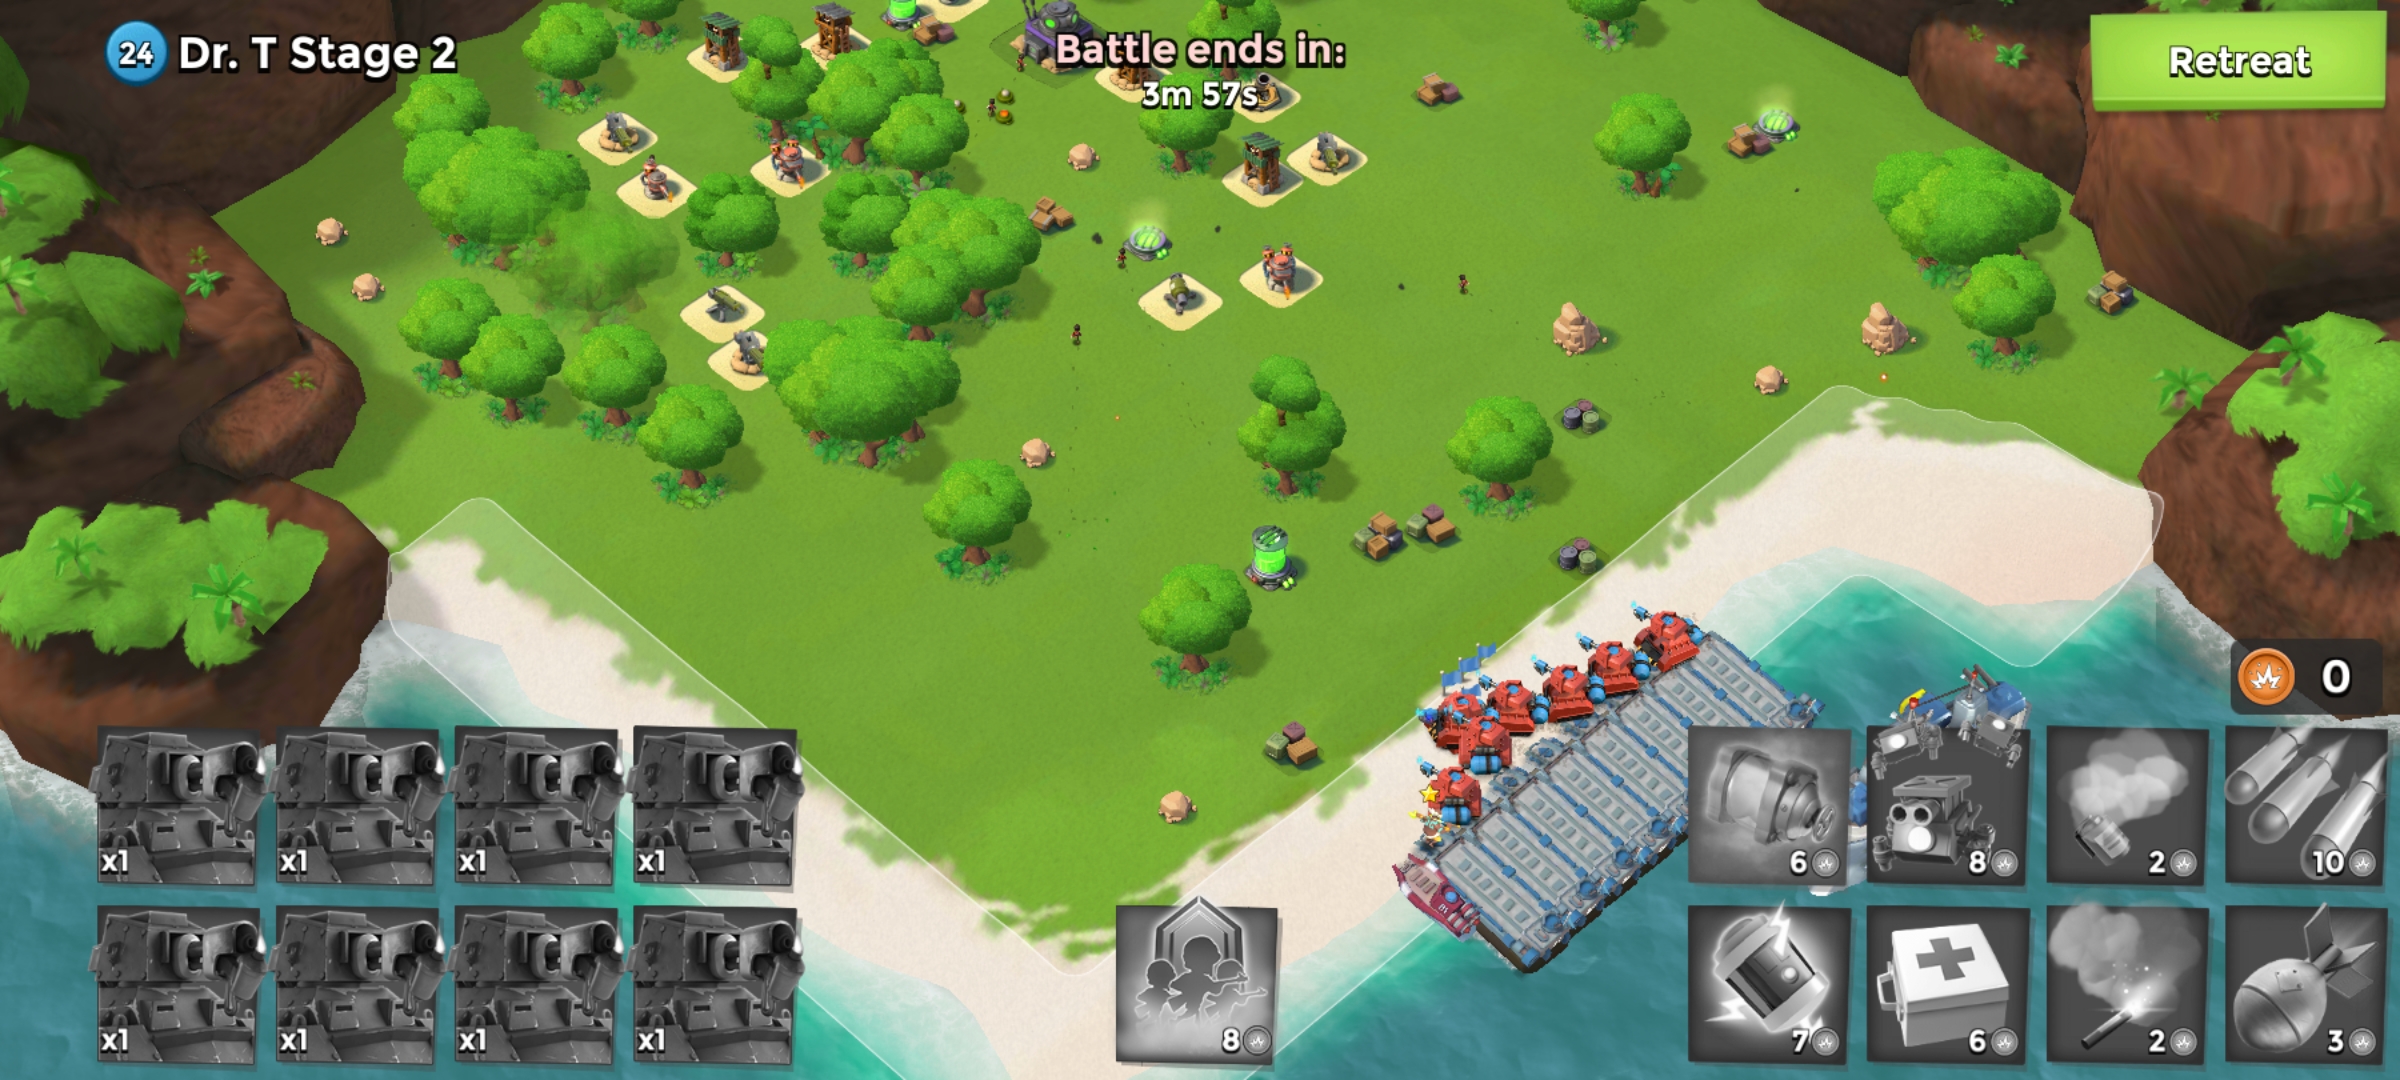 24 Dr. T Stage 2
Battle ends in:
3m 57s
Retreat
0
x1 x1 x1 x1
6 8 2 10
x1 x1 x1 x1
8
7 6 2 3